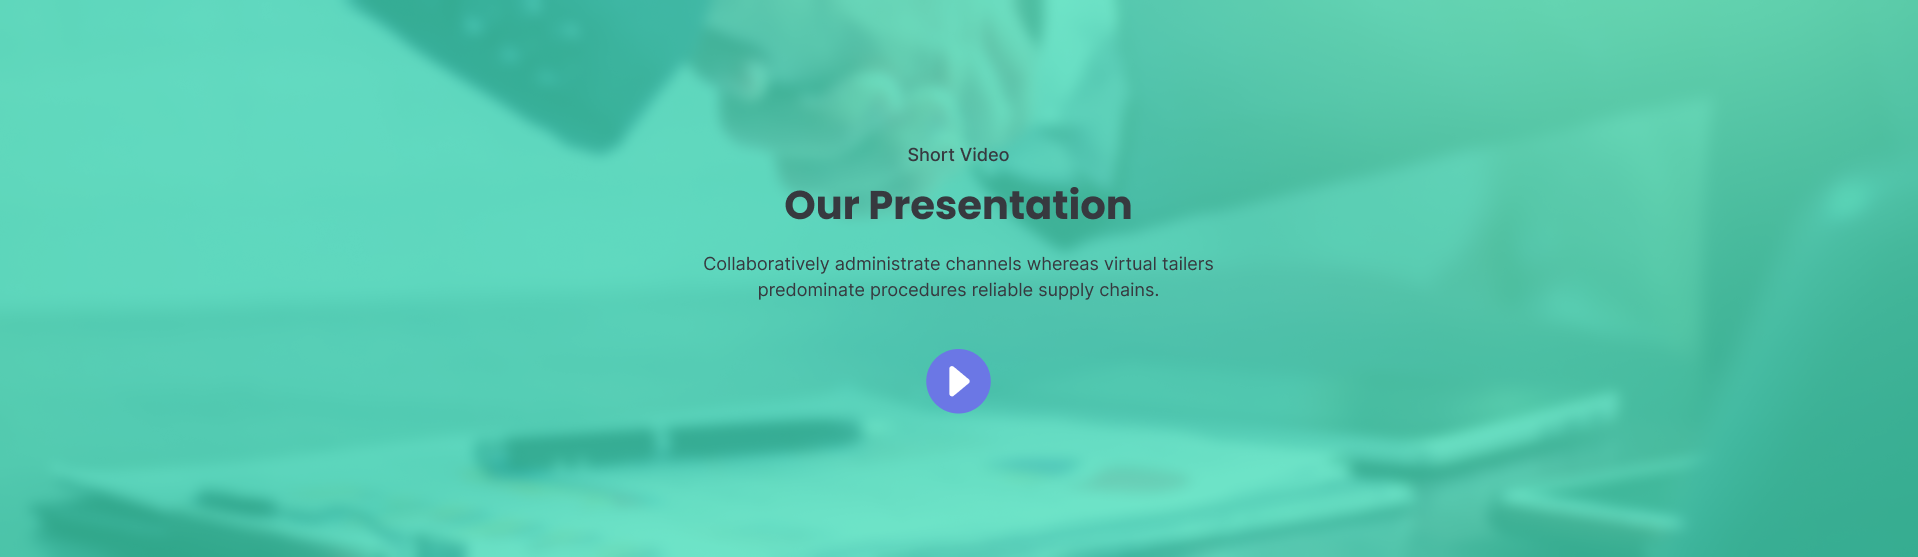 Short Video
Our Presentation
Collaboratively administrate channels whereas virtual tailers
predominate procedures reliable supply chains.